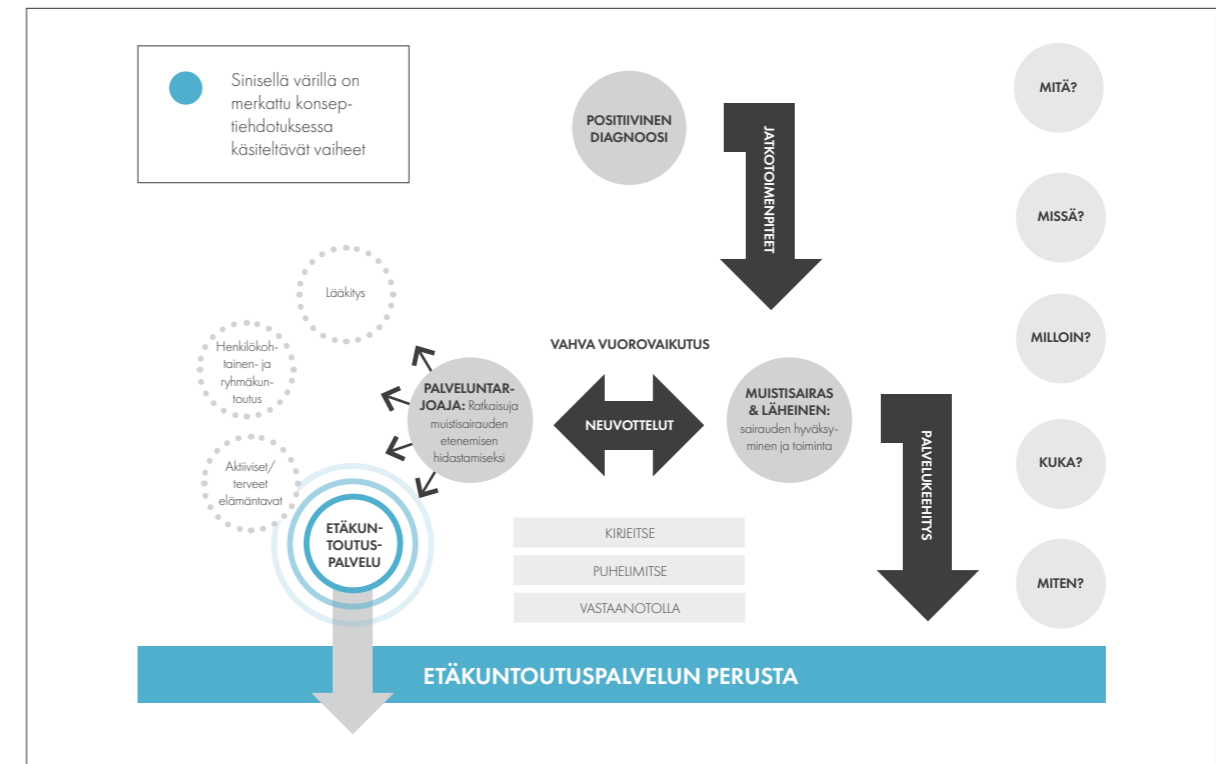 Sinisellä värillä on
merkattu konsep-
tiehdotuksessa
käsiteltävät vaiheet
POSITIIVINEN
DIAGNOOSI
JATKOTOIMENPITEET
MITÄ?
MISSÄ?
MILLOIN?
KUKA?
MITEN?
Lääkitys
Henkilökoh-
tainen- ja
ryhmäkun-
toutus
Aktiiviset/
terveet
elämäntavat
ETÄKUN-
TOUTUS-
PALVELU
PALVELUNTAR-
JOAJA: Ratkaisuja
muistisairauden
etenemisen
hidastamiseksi
VAHVA VUOROVAIKUTUS
NEUVOTTELUT
MUISTISAIRAS
& LÄHEINEN:
sairauden hyväksy-
minen ja toiminta
PALVELUKEEHITYS
KIRJEITSE
PUHELIMITSE
VASTAANOTOLLA
ETÄKUNTOUTUSPALVELUN PERUSTA